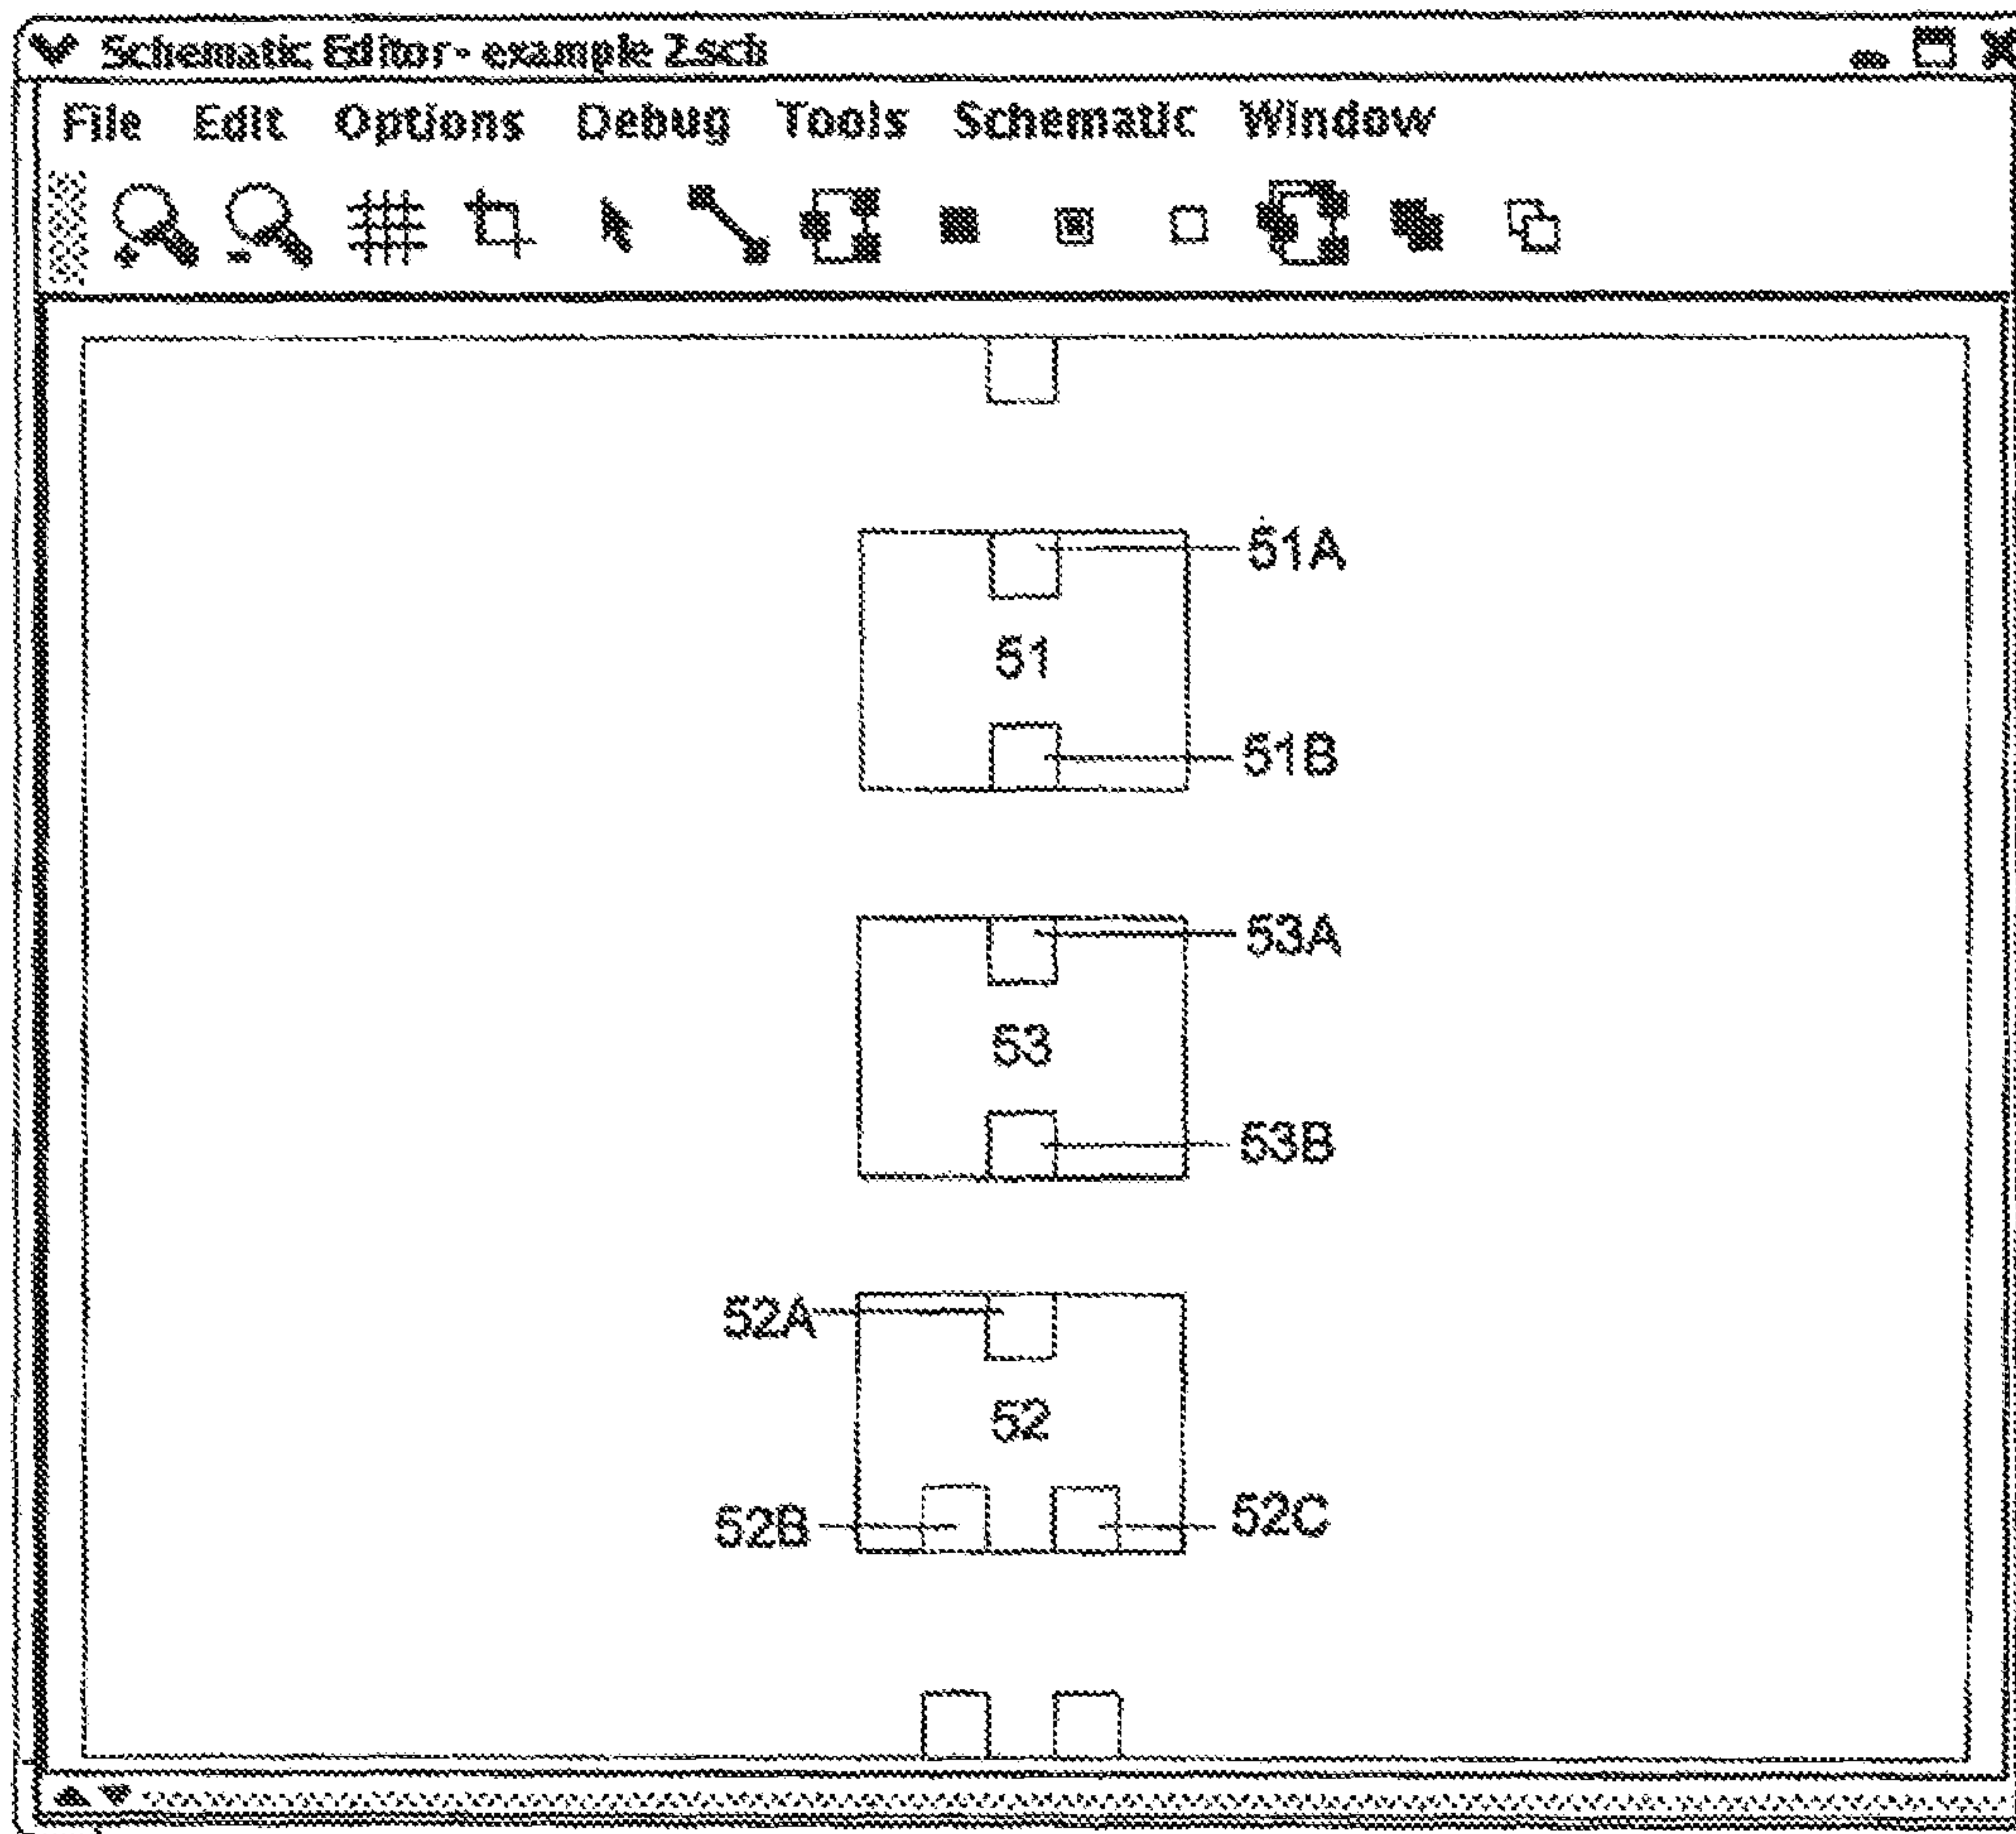 Schematic Editor- example 2.sch
File Edit Options Debug Tools Schematic Window
51A
51
51B
53A
53
53B
52A
52
52B
52C